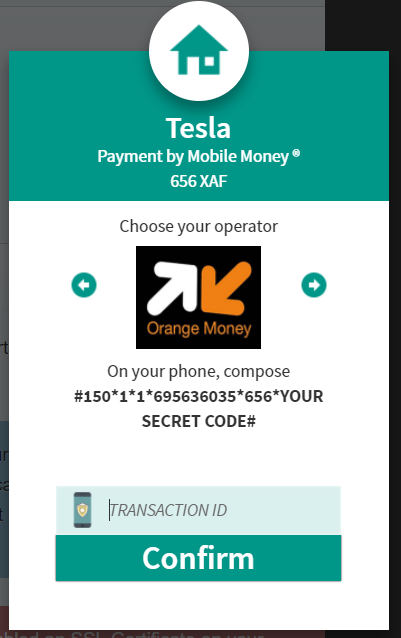 Tesla
Payment by Mobile Money ®
656 XAF
Choose your operator
Orange Money
On your phone, compose
#150*1*1*695636035*656*YOUR
SECRET CODE#
TRANSACTION ID
Confirm